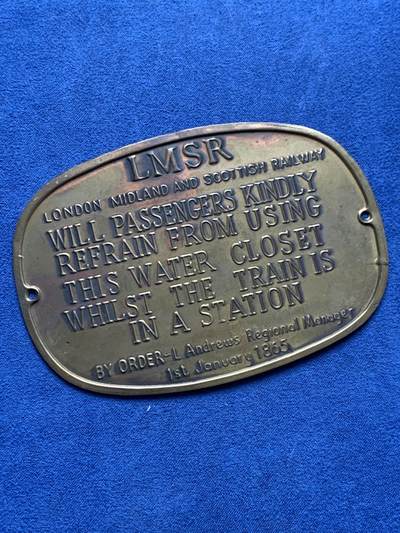 LMSR
LONDON MIDLAND AND SCOTTISH RAILWAY
WILL PASSENGERS KINDLY
REFRAIN FROM USING
THIS WATER CLOSET
WHILST THE TRAIN IS
IN A STATION
BY ORDER-L Andrews Regional Manager
1st January 1865